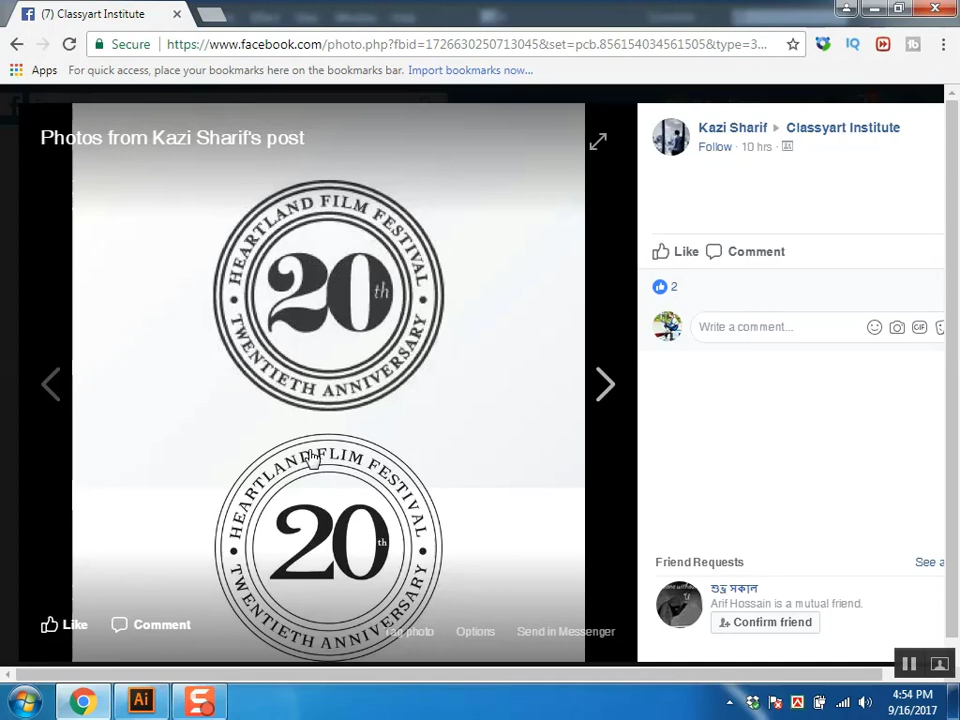 (7) Classyart Institute
Secure https://www.facebook.com/photo.php?fbid=1726630250713045&set=pcb.856154034561505&type=3...
Apps For quick access, place your bookmarks here on the bookmarks bar. Import bookmarks now...
Photos from Kazi Sharif's post
HEARTLAND FILM FESTIVAL
20th
TWENTIETH ANNIVERSARY
HEARTLAND FLIM FESTIVAL
20th
TWENTIETH ANNIVERSARY
Like Comment
Tag photo Options Send in Messenger
Kazi Sharif Classyart Institute
Follow · 10 hrs ·
Like Comment
2
Write a comment...
GIF
Friend Requests
See a
শুভ্র সকাল
Arif Hossain is a mutual friend.
Confirm friend
Ai
S
4:54 PM
9/16/2017